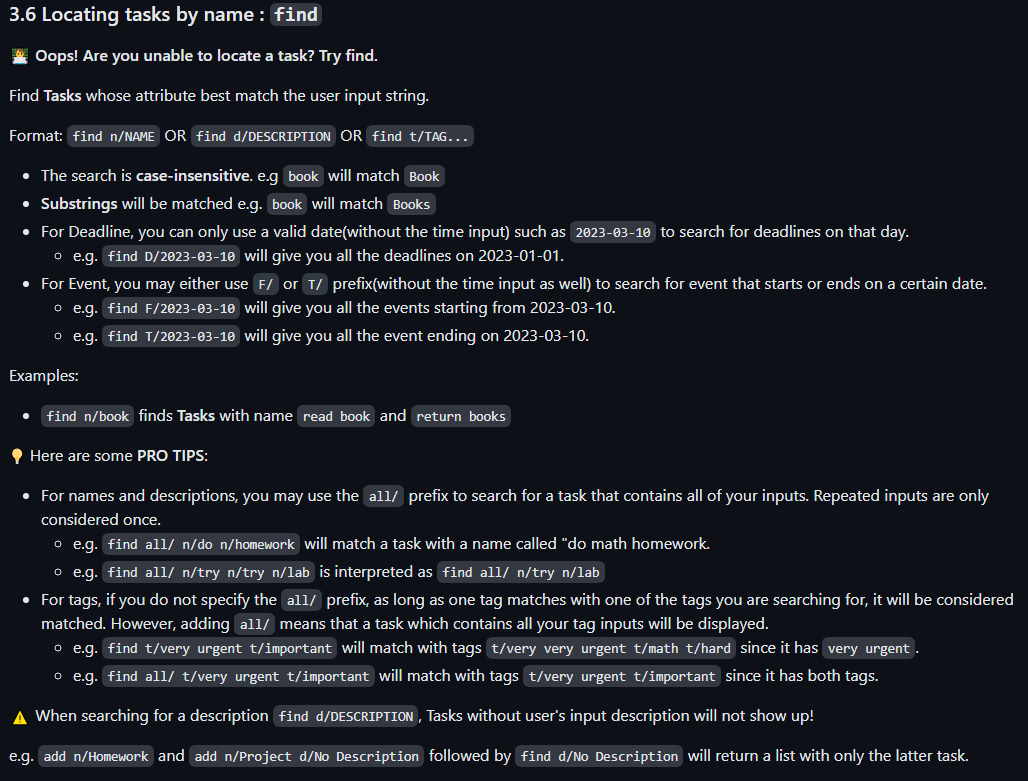 3.6 Locating tasks by name : find
Oops! Are you unable to locate a task? Try find.
Find Tasks whose attribute best match the user input string.
Format: find n/NAME OR find d/DESCRIPTION OR find t/TAG...
The search is case-insensitive. e.g book will match Book
Substrings will be matched e.g. book will match Books
For Deadline, you can only use a valid date(without the time input) such as 2023-03-10 to search for deadlines on that day.
e.g. find D/2023-03-10 will give you all the deadlines on 2023-01-01.
For Event, you may either use F/ or T/ prefix(without the time input as well) to search for event that starts or ends on a certain date.
e.g. find F/2023-03-10 will give you all the events starting from 2023-03-10.
e.g. find T/2023-03-10 will give you all the event ending on 2023-03-10.
Examples:
find n/book finds Tasks with name read book and return books
Here are some PRO TIPS:
For names and descriptions, you may use the all/ prefix to search for a task that contains all of your inputs. Repeated inputs are only
considered once.
e.g. find all/ n/do n/homework will match a task with a name called "do math homework.
e.g. find all/ n/try n/try n/lab is interpreted as find all/ n/try n/lab
For tags, if you do not specify the all/ prefix, as long as one tag matches with one of the tags you are searching for, it will be considered
matched. However, adding all/ means that a task which contains all your tag inputs will be displayed.
e.g. find t/very urgent t/important will match with tags t/very very urgent t/math t/hard since it has very urgent.
e.g. find all/ t/very urgent t/important will match with tags t/very urgent t/important since it has both tags.
When searching for a description find d/DESCRIPTION, Tasks without user's input description will not show up!
e.g. add n/Homework and add n/Project d/No Description followed by find d/No Description will return a list with only the latter task.